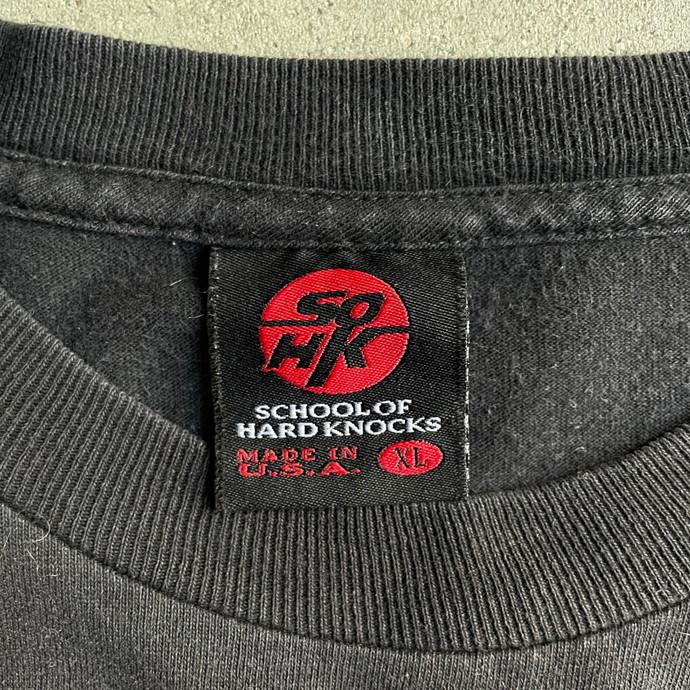 SO
HK
SCHOOL OF
HARD KNOCKS
MADE IN
U.S.A.
XL